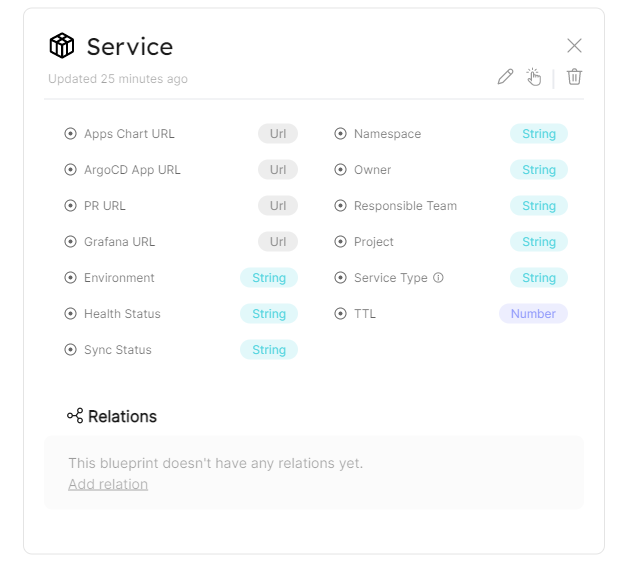 Service
Updated 25 minutes ago
Apps Chart URL Url
ArgoCD App URL Url
PR URL Url
Grafana URL Url
Environment String
Health Status String
Sync Status String
Namespace String
Owner String
Responsible Team String
Project String
Service Type String
TTL Number
Relations
This blueprint doesn't have any relations yet.
Add relation